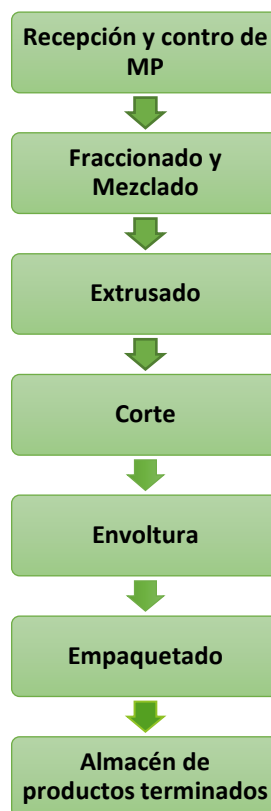 Recepción y contro de
MP
Fraccionado y
Mezclado
Extrusado
Corte
Envoltura
Empaquetado
Almacén de
productos terminados